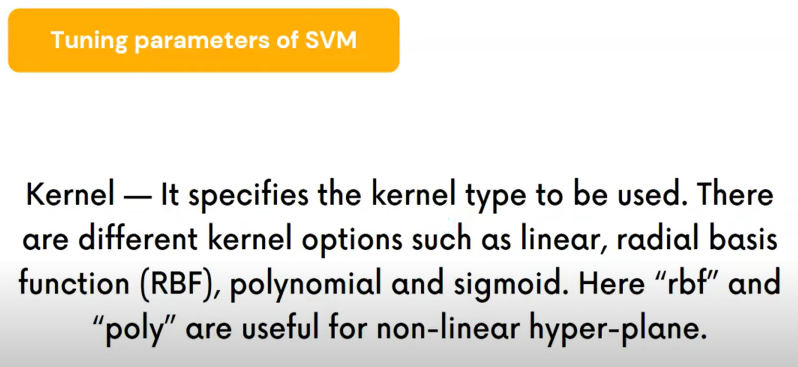 Tuning parameters of SVM
Kernel — It specifies the kernel type to be used. There
are different kernel options such as linear, radial basis
function (RBF), polynomial and sigmoid. Here “rbf” and
“poly” are useful for non-linear hyper-plane.